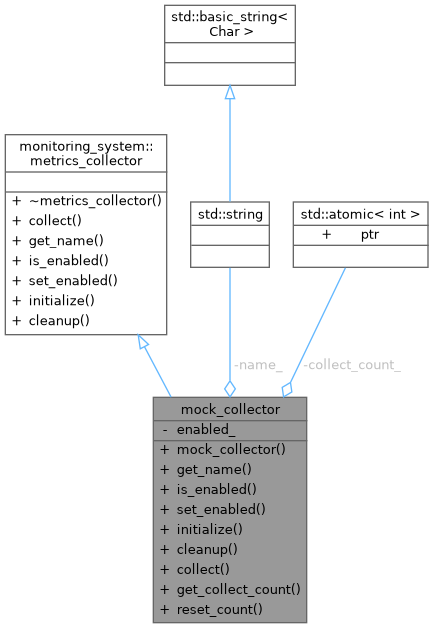 std::basic_string<
Char >
monitoring_system::
metrics_collector
+ ~metrics_collector()
+ collect()
+ get_name()
+ is_enabled()
+ set_enabled()
+ initialize()
+ cleanup()
std::string
std::atomic< int >
+ ptr
-name_
-collect_count_
mock_collector
- enabled_
+ mock_collector()
+ get_name()
+ is_enabled()
+ set_enabled()
+ initialize()
+ cleanup()
+ collect()
+ get_collect_count()
+ reset_count()